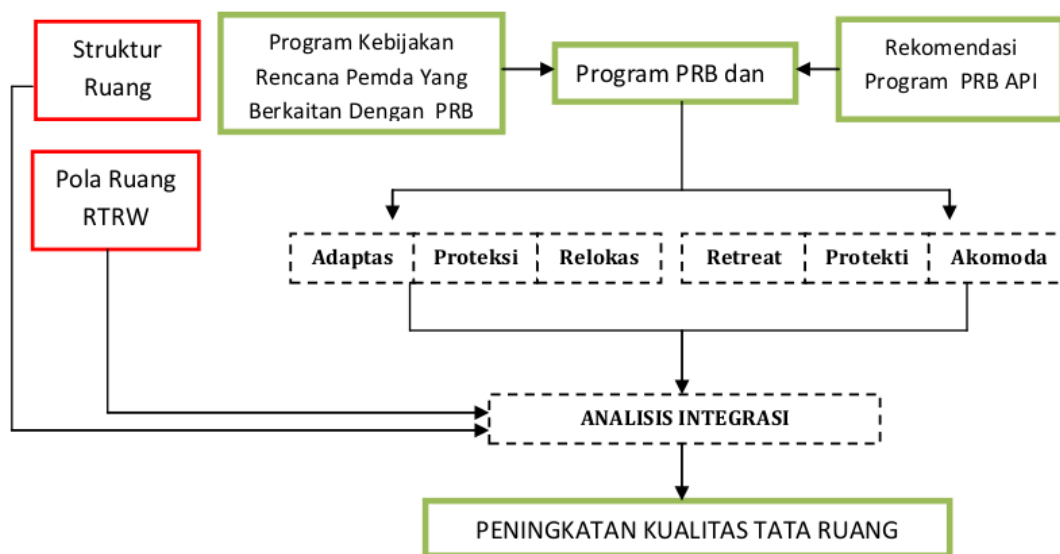 Struktur
Ruang
Program Kebijakan
Rencana Pemda Yang
Berkaitan Dengan PRB
Program PRB dan
Rekomendasi
Program PRB API
Pola Ruang
RTRW
Adaptas
Proteksi
Relokas
Retreat
Protekti
Akomoda
ANALISIS INTEGRASI
PENINGKATAN KUALITAS TATA RUANG